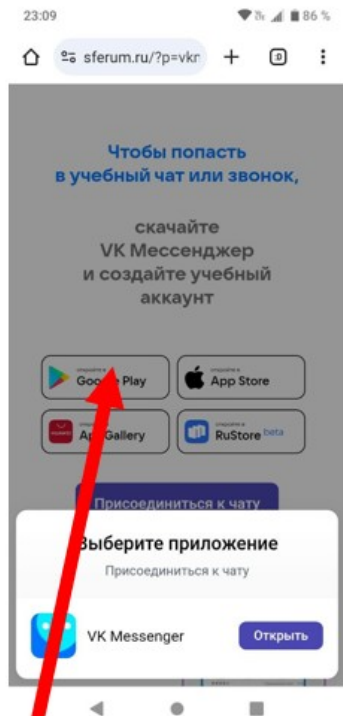 23:09
86 %
sferum.ru/?p=vkm
Чтобы попасть
в учебный чат или звонок,
скачайте
VK Мессенджер
и создайте учебный
аккаунт
Google Play
App Store
AppGallery
RuStore beta
Присоединиться к чату
Выберите приложение
Присоединиться к чату
VK Messenger
Открыть